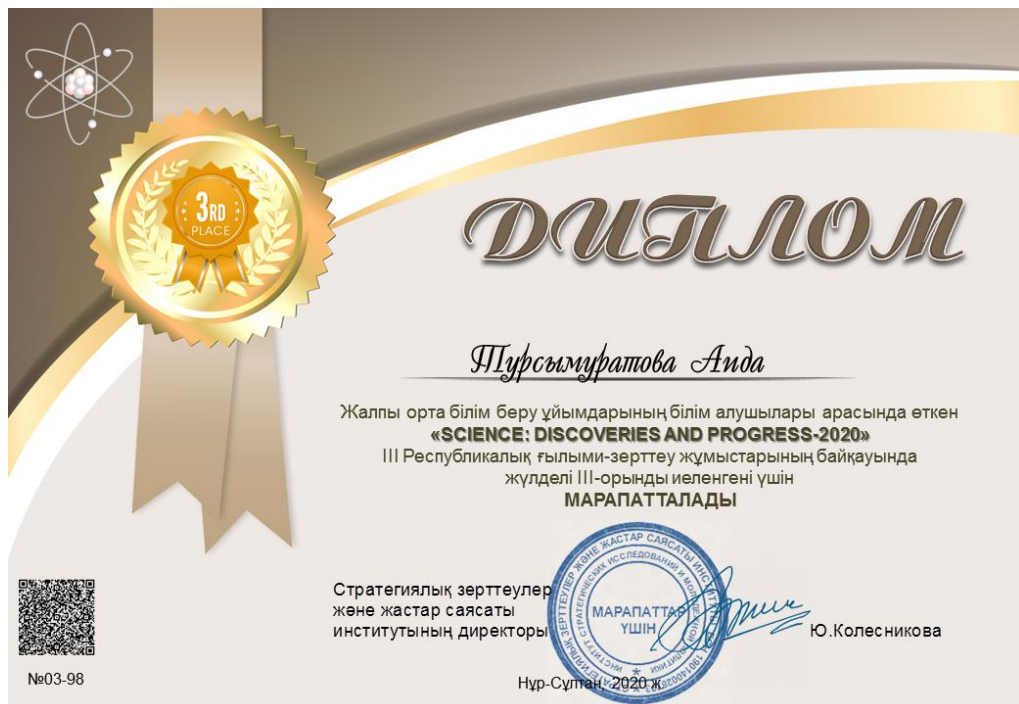 3RD
PLACE
ДИПЛОМ
Турсымуратова Аида
Жалпы орта білім беру ұйымдарының білім алушылары арасында өткен
«SCIENCE: DISCOVERIES AND PROGRESS-2020»
III Республикалық ғылыми-зерттеу жұмыстарының байқауында
жүлделі III-орынды иеленгені үшін
МАРАПАТТАЛАДЫ
Стратегиялық зерттеулер
және жастар саясаты
институтының директоры
МАРАПАТТАР
ҮШІН
Ю.Колесникова
№03-98
Нұр-Сұлтан, 2020 ж.